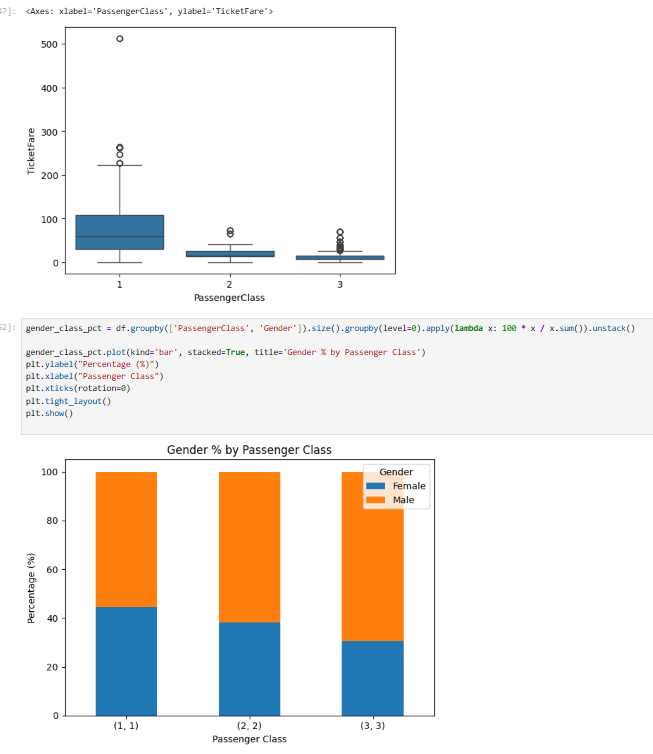 47]: <Axes: xlabel='PassengerClass', ylabel='TicketFare'>
500
400
300
200
100
0
TicketFare
1 2 3
PassengerClass
52]: gender_class_pct = df.groupby(['PassengerClass', 'Gender']).size().groupby(level=0).apply(lambda x: 100 * x / x.sum()).unstack()
gender_class_pct.plot(kind='bar', stacked=True, title='Gender % by Passenger Class')
plt.ylabel("Percentage (%)")
plt.xlabel("Passenger Class")
plt.xticks(rotation=0)
plt.tight_layout()
plt.show()
Gender % by Passenger Class
Gender
Female
Male
100
80
60
40
20
0
Percentage (%)
(1, 1) (2, 2) (3, 3)
Passenger Class